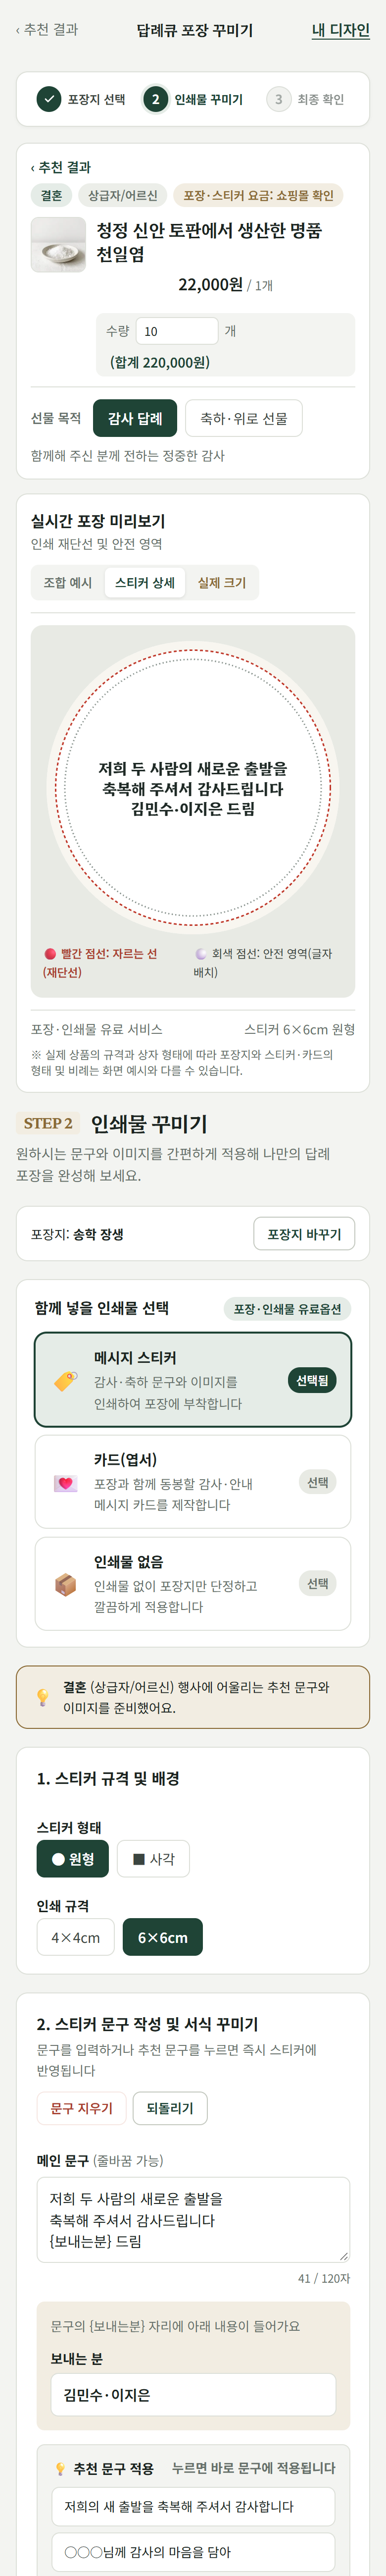 ‹ 추천 결과
답례큐 포장 꾸미기
내 디자인
포장지 선택
2 인쇄물 꾸미기
3 최종 확인
‹ 추천 결과
결혼
상급자/어르신
포장·스티커 요금: 쇼핑몰 확인
청정 신안 토판에서 생산한 명품
천일염
22,000원 / 1개
수량 10 개
(합계 220,000원)
선물 목적
감사 답례
축하·위로 선물
함께해 주신 분께 전하는 정중한 감사
실시간 포장 미리보기
인쇄 재단선 및 안전 영역
조합 예시
스티커 상세
실제 크기
저희 두 사람의 새로운 출발을
축복해 주셔서 감사드립니다
김민수·이지은 드림
빨간 점선: 자르는 선
(재단선)
회색 점선: 안전 영역(글자
배치)
포장·인쇄물 유료 서비스
스티커 6×6cm 원형
※ 실제 상품의 규격과 상자 형태에 따라 포장지와 스티커·카드의
형태 및 비례는 화면 예시와 다를 수 있습니다.
STEP 2 인쇄물 꾸미기
원하시는 문구와 이미지를 간편하게 적용해 나만의 답례
포장을 완성해 보세요.
포장지: 송학 장생
포장지 바꾸기
함께 넣을 인쇄물 선택
포장·인쇄물 유료옵션
메시지 스티커
감사·축하 문구와 이미지를
인쇄하여 포장에 부착합니다
선택됨
카드(엽서)
포장과 함께 동봉할 감사·안내
메시지 카드를 제작합니다
선택
인쇄물 없음
인쇄물 없이 포장지만 단정하고
깔끔하게 적용합니다
선택
결혼 (상급자/어르신) 행사에 어울리는 추천 문구와
이미지를 준비했어요.
1. 스티커 규격 및 배경
스티커 형태
원형
사각
인쇄 규격
4×4cm
6×6cm
2. 스티커 문구 작성 및 서식 꾸미기
문구를 입력하거나 추천 문구를 누르면 즉시 스티커에
반영됩니다
문구 지우기
되돌리기
메인 문구 (줄바꿈 가능)
저희 두 사람의 새로운 출발을
축복해 주셔서 감사드립니다
{보내는분} 드림
41 / 120자
문구의 {보내는분} 자리에 아래 내용이 들어가요
보내는 분
김민수·이지은
추천 문구 적용
누르면 바로 문구에 적용됩니다
저희의 새 출발을 축복해 주셔서 감사합니다
○○○님께 감사의 마음을 담아